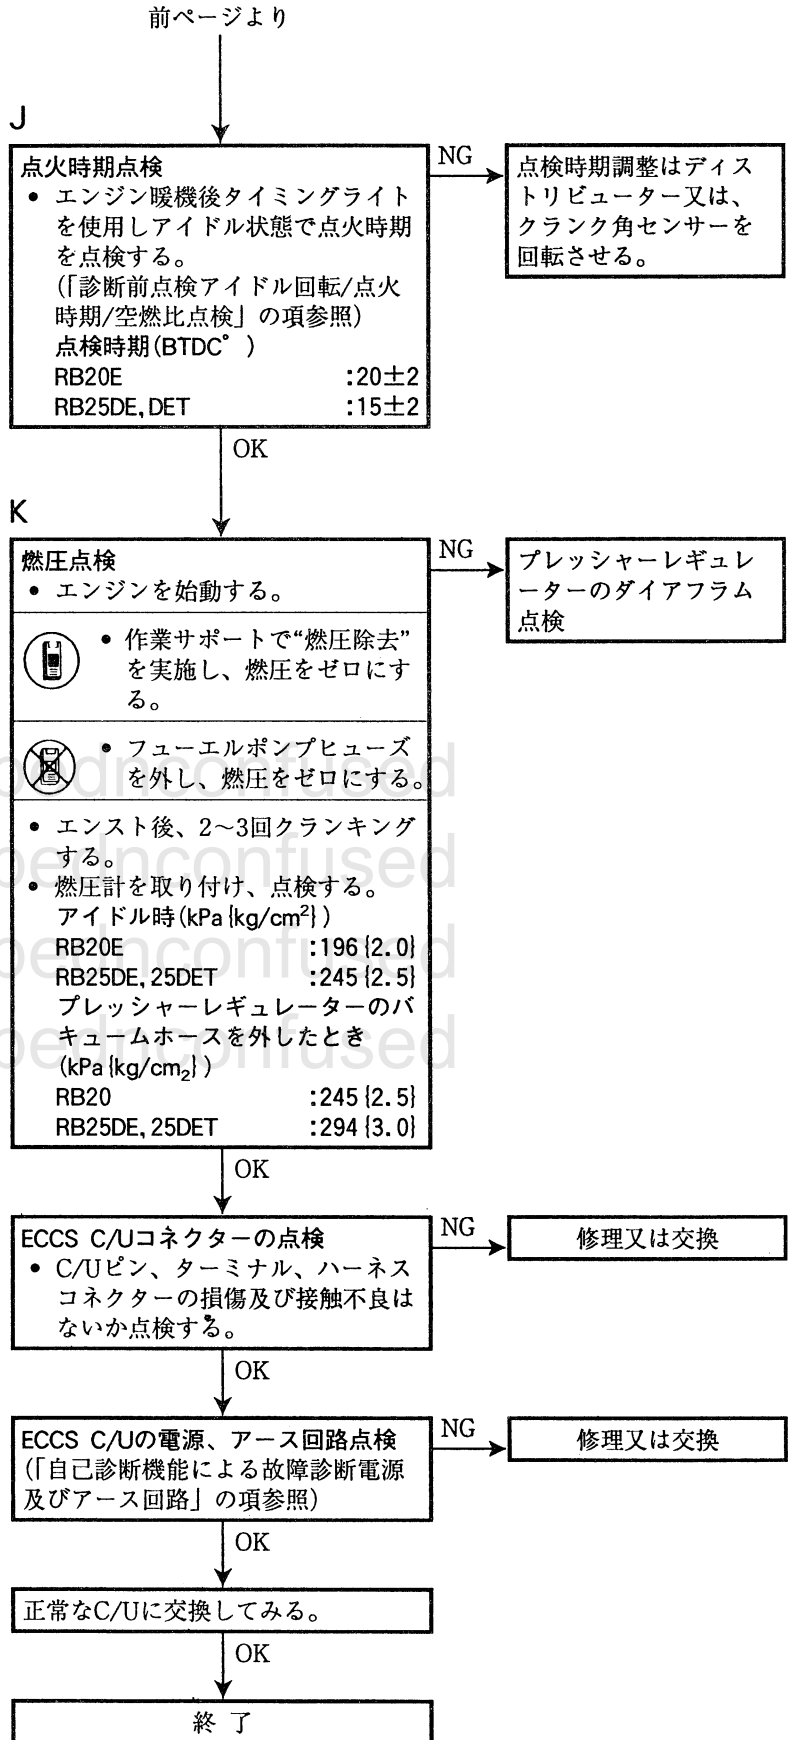 前ページより
J
点火時期点検
• エンジン暖機後タイミングライト
を使用しアイドル状態で点火時期
を点検する。
(「診断前点検アイドル回転/点火
時期/空燃比点検」の項参照)
点検時期(BTDC°)
RB20E :20±2
RB25DE, DET :15±2
NG
点検時期調整はディス
トリビューター又は、
クランク角センサーを
回転させる。
OK
K
燃圧点検
• エンジンを始動する。
• 作業サポートで“燃圧除去”
を実施し、燃圧をゼロにす
る。
• フューエルポンプヒューズ
を外し、燃圧をゼロにする。
• エンスト後、2~3回クランキング
する。
• 燃圧計を取り付け、点検する。
アイドル時(kPa{kg/cm²})
RB20E :196{2.0}
RB25DE, 25DET :245{2.5}
プレッシャーレギュレーターのバ
キュームホースを外したとき
(kPa{kg/cm₂})
RB20 :245{2.5}
RB25DE, 25DET :294{3.0}
NG
プレッシャーレギュレ
ーターのダイアフラム
点検
OK
ECCS C/Uコネクターの点検
• C/Uピン、ターミナル、ハーネス
コネクターの損傷及び接触不良は
ないか点検する。
NG
修理又は交換
OK
ECCS C/Uの電源、アース回路点検
(「自己診断機能による故障診断電源
及びアース回路」の項参照)
NG
修理又は交換
OK
正常なC/Uに交換してみる。
OK
終 了
pednconfused
pednconfused
pednconfused
pednconfused